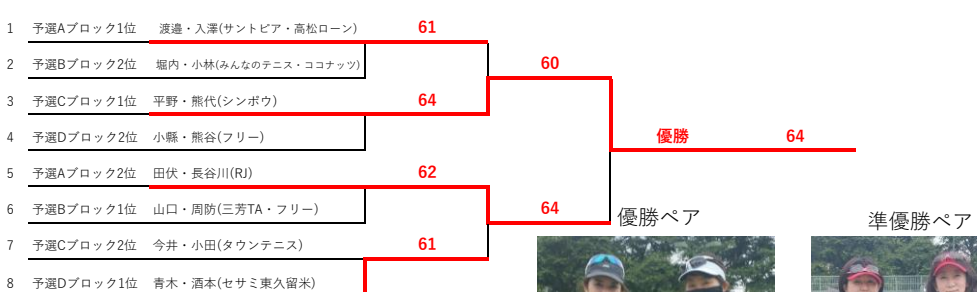 1 予選Aブロック1位 渡邉・入澤(サントピア・高松ローン) 61
2 予選Bブロック2位 堀内・小林(みんなのテニス・ココナッツ) 60
3 予選Cブロック1位 平野・熊代(シンボウ) 64
4 予選Dブロック2位 小縣・熊谷(フリー) 優勝 64
5 予選Aブロック2位 田伏・長谷川(RJ) 62
6 予選Bブロック1位 山口・周防(三芳TA・フリー) 64 優勝ペア 準優勝ペア
7 予選Cブロック2位 今井・小田(タウンテニス) 61
8 予選Dブロック1位 青木・酒本(セサミ東久留米)